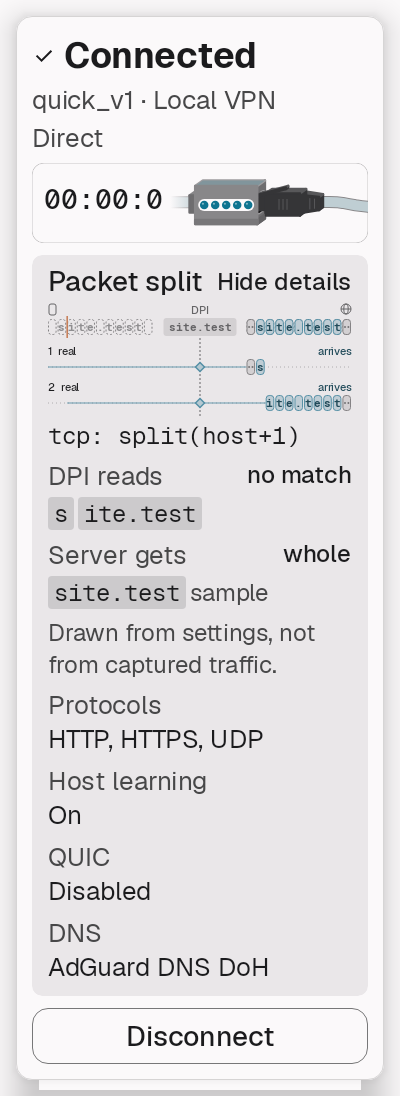 Connected
quick_v1 · Local VPN
Direct
00:00:0
Packet split Hide details
DPI
site.test site.test site.test
1 real arrives
s
2 real arrives
ite.test
tcp: split(host+1)
DPI reads no match
s ite.test
Server gets whole
site.test sample
Drawn from settings, not
from captured traffic.
Protocols
HTTP, HTTPS, UDP
Host learning
On
QUIC
Disabled
DNS
AdGuard DNS DoH
Disconnect